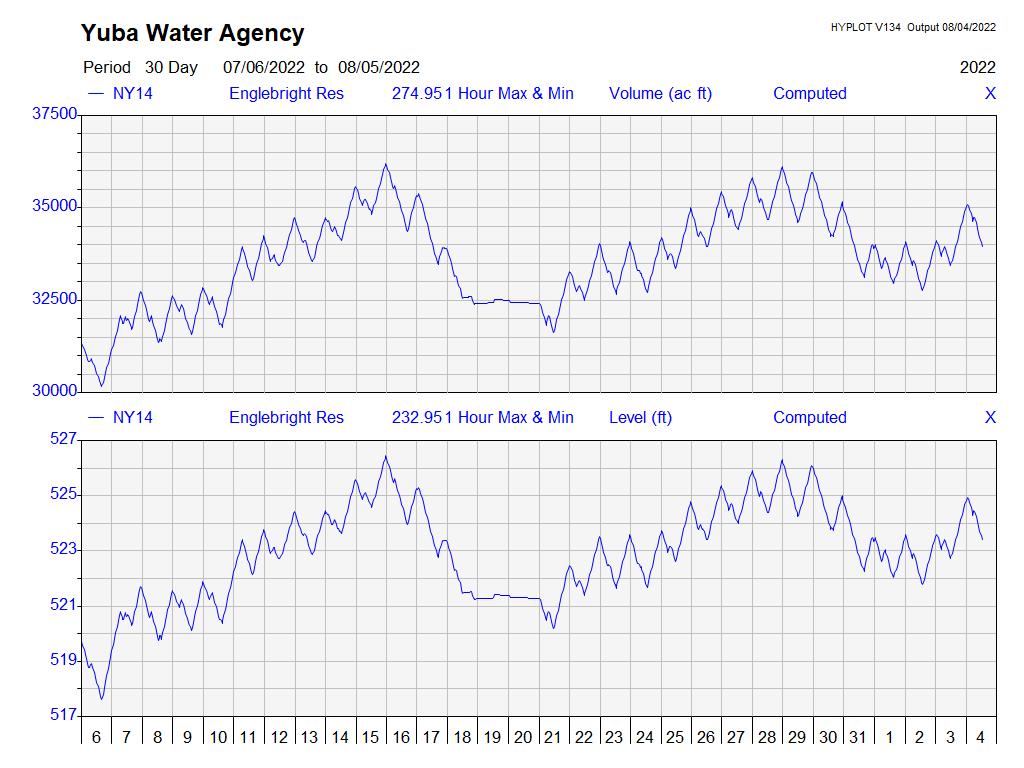 Yuba Water Agency
HYPLOT V134 Output 08/04/2022
Period 30 Day 07/06/2022 to 08/05/2022
2022
NY14 Englebright Res 274.951 Hour Max & Min Volume (ac ft) Computed X
37500
35000
32500
30000
NY14 Englebright Res 232.951 Hour Max & Min Level (ft) Computed X
527
525
523
521
519
517
6 7 8 9 10 11 12 13 14 15 16 17 18 19 20 21 22 23 24 25 26 27 28 29 30 31 1 2 3 4